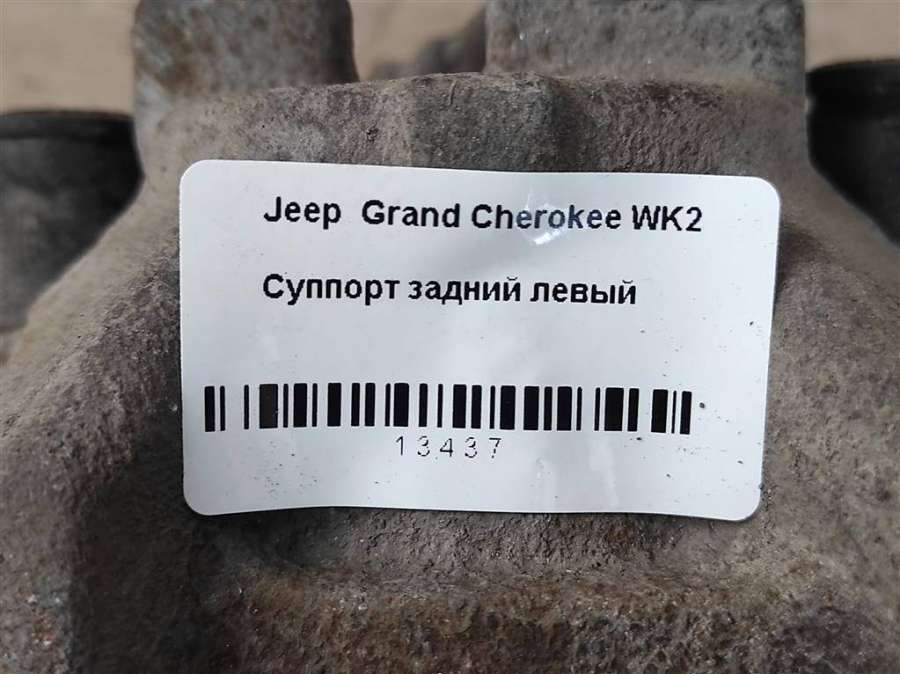 Jeep Grand Cherokee WK2
Суппорт задний левый
13437